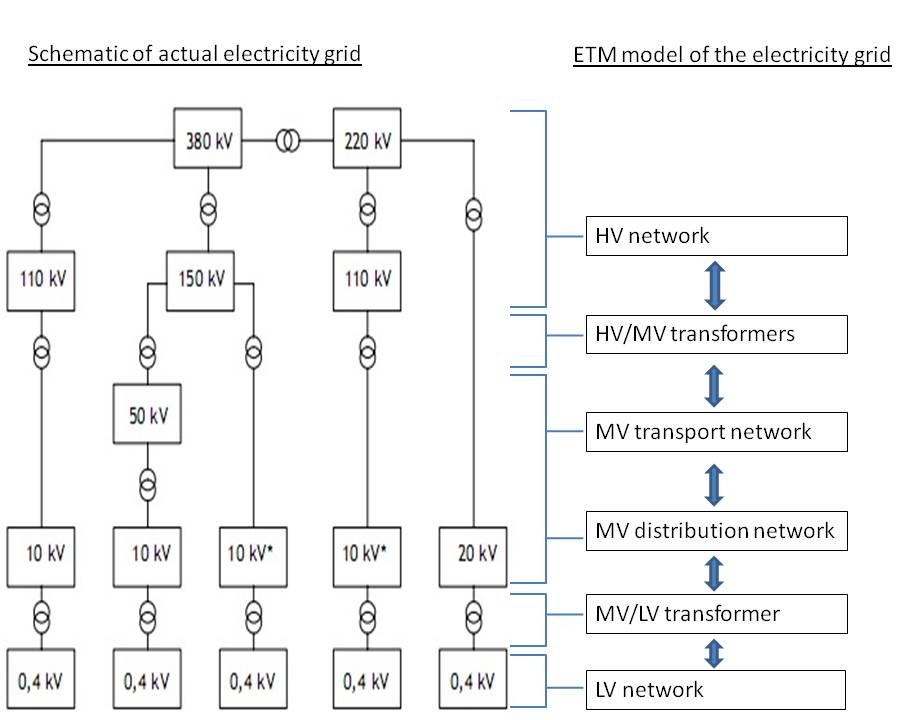 Schematic of actual electricity grid
ETM model of the electricity grid
380 kV
220 kV
HV network
110 kV
150 kV
110 kV
HV/MV transformers
50 kV
MV transport network
10 kV
10 kV
10 kV*
10 kV*
20 kV
MV distribution network
MV/LV transformer
0,4 kV
0,4 kV
0,4 kV
0,4 kV
0,4 kV
LV network